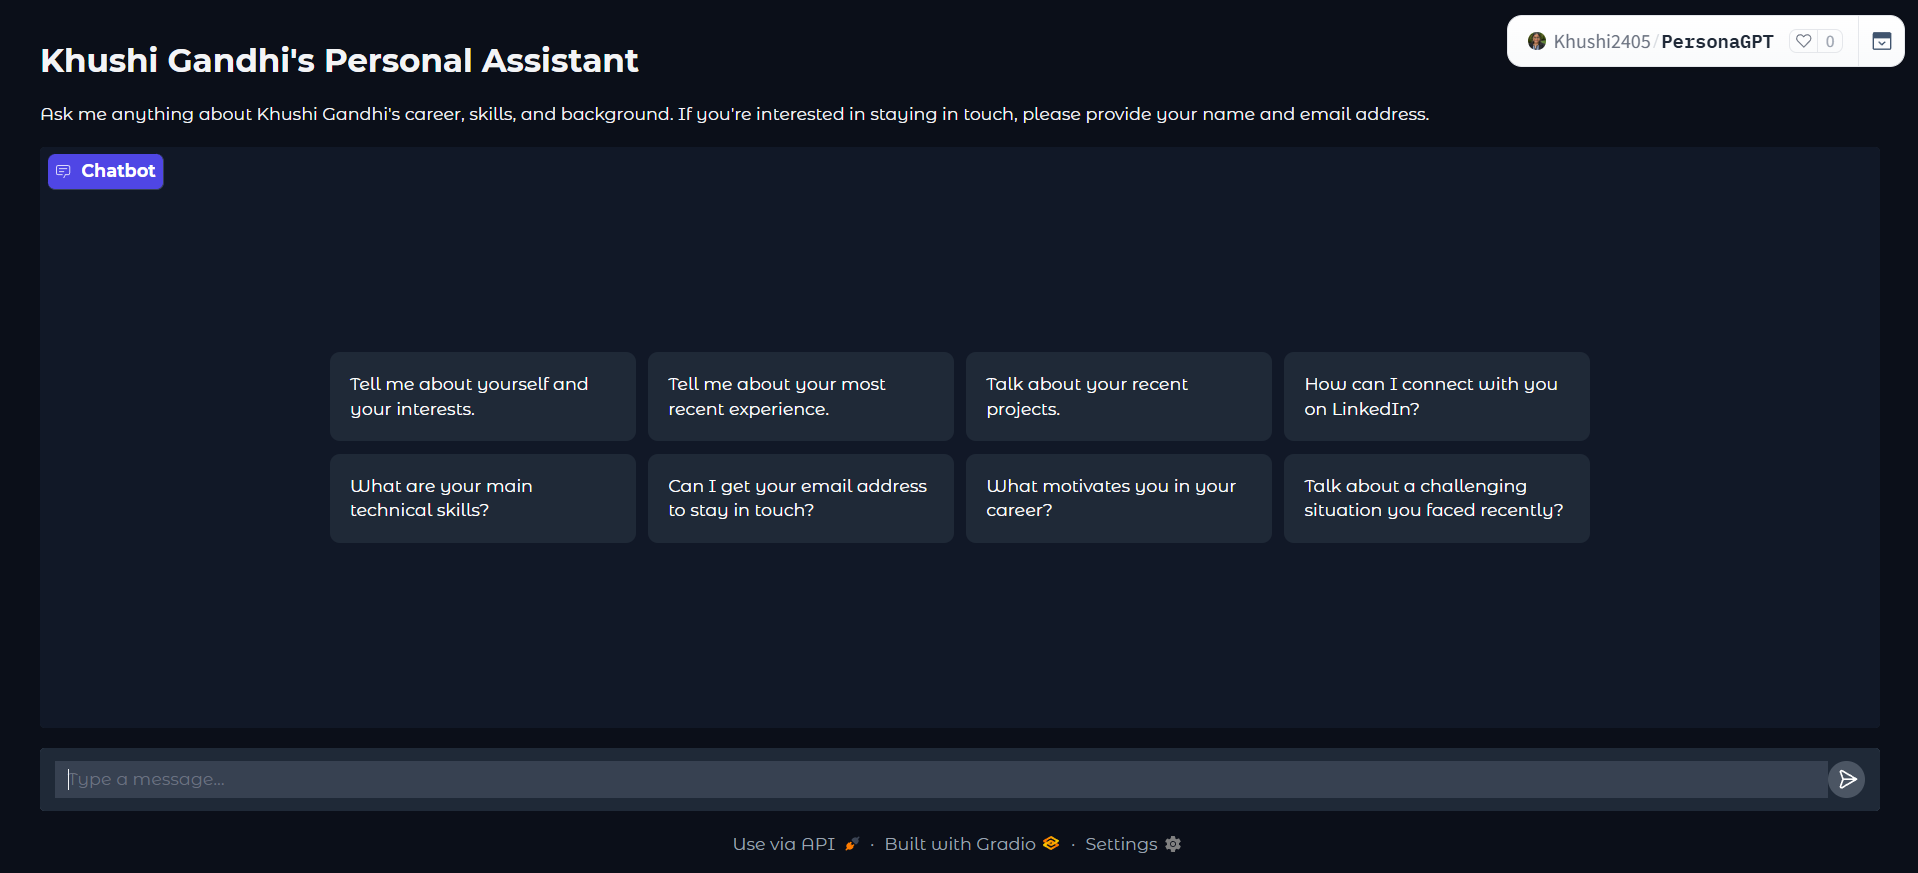 Khushi Gandhi's Personal Assistant
Khushi2405/PersonaGPT 0
Ask me anything about Khushi Gandhi's career, skills, and background. If you're interested in staying in touch, please provide your name and email address.
Chatbot
Tell me about yourself and
your interests.
Tell me about your most
recent experience.
Talk about your recent
projects.
How can I connect with you
on LinkedIn?
What are your main
technical skills?
Can I get your email address
to stay in touch?
What motivates you in your
career?
Talk about a challenging
situation you faced recently?
Type a message...
Use via API · Built with Gradio · Settings